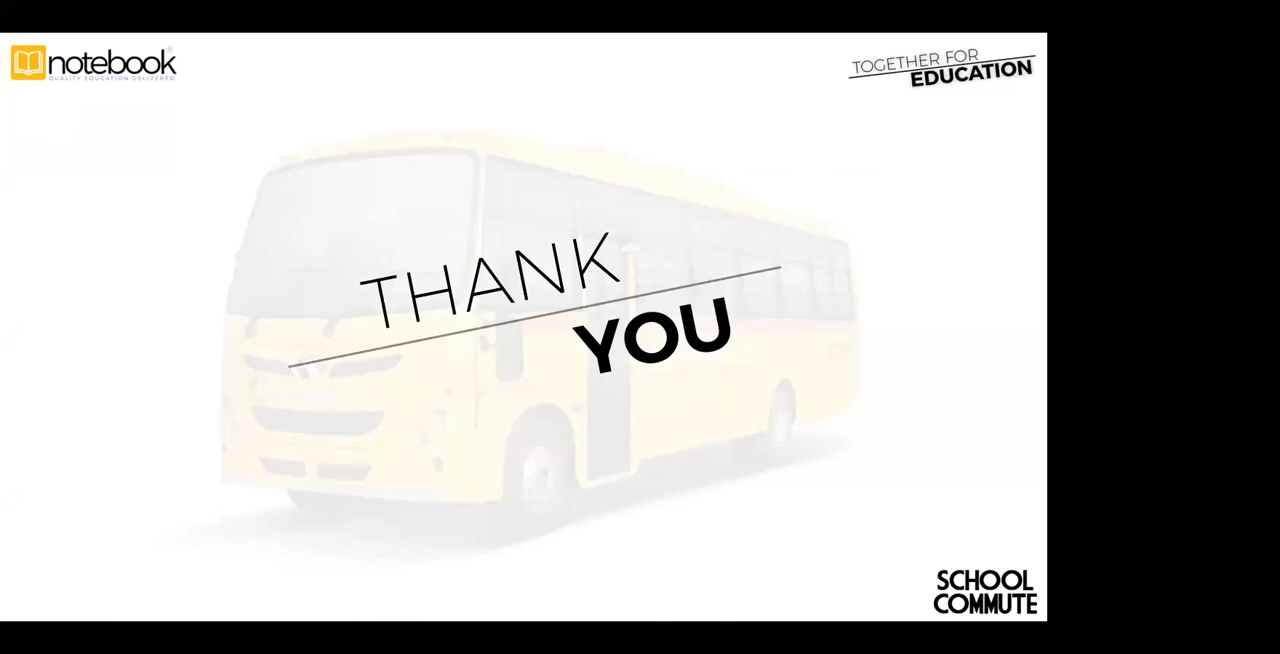 notebook®
QUALITY EDUCATION DELIVERED
TOGETHER FOR
EDUCATION
THANK
YOU
SCHOOL
COMMUTE